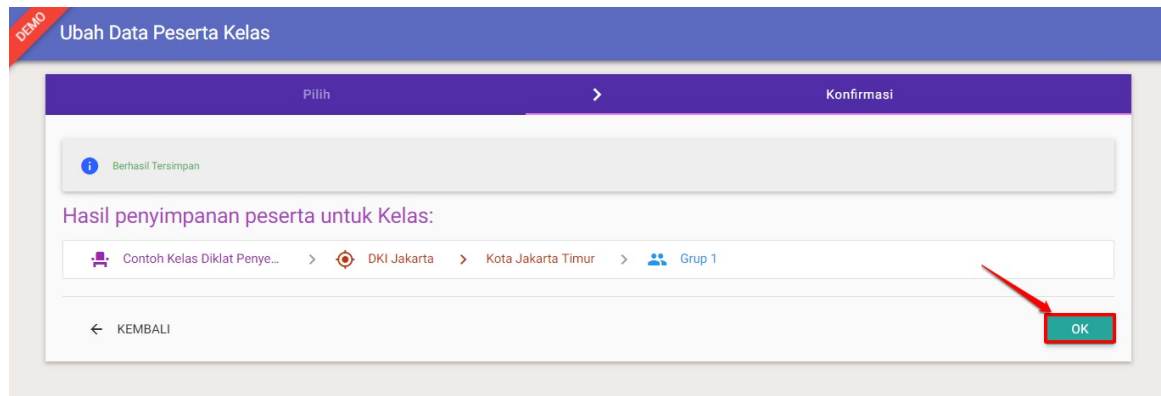 DEMO
Ubah Data Peserta Kelas
Pilih > Konfirmasi
Berhasil Tersimpan
Hasil penyimpanan peserta untuk Kelas:
Contoh Kelas Diklat Penye... > DKI Jakarta > Kota Jakarta Timur > Grup 1
← KEMBALI OK